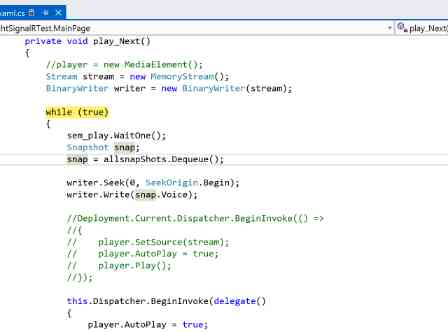 xaml.cs
htSignalRTest.MainPage
play_Next(
private void play_Next()
{
//player = new MediaElement();
Stream stream = new MemoryStream();
BinaryWriter writer = new BinaryWriter(stream);
while (true)
{
sem_play.WaitOne();
Snapshot snap;
snap = allsnapShots.Dequeue();
writer.Seek(0, SeekOrigin.Begin);
writer.Write(snap.Voice);
//Deployment.Current.Dispatcher.BeginInvoke(() =>
//{
// player.SetSource(stream);
// player.AutoPlay = true;
// player.Play();
//});
this.Dispatcher.BeginInvoke(delegate()
{
player.AutoPlay = true;